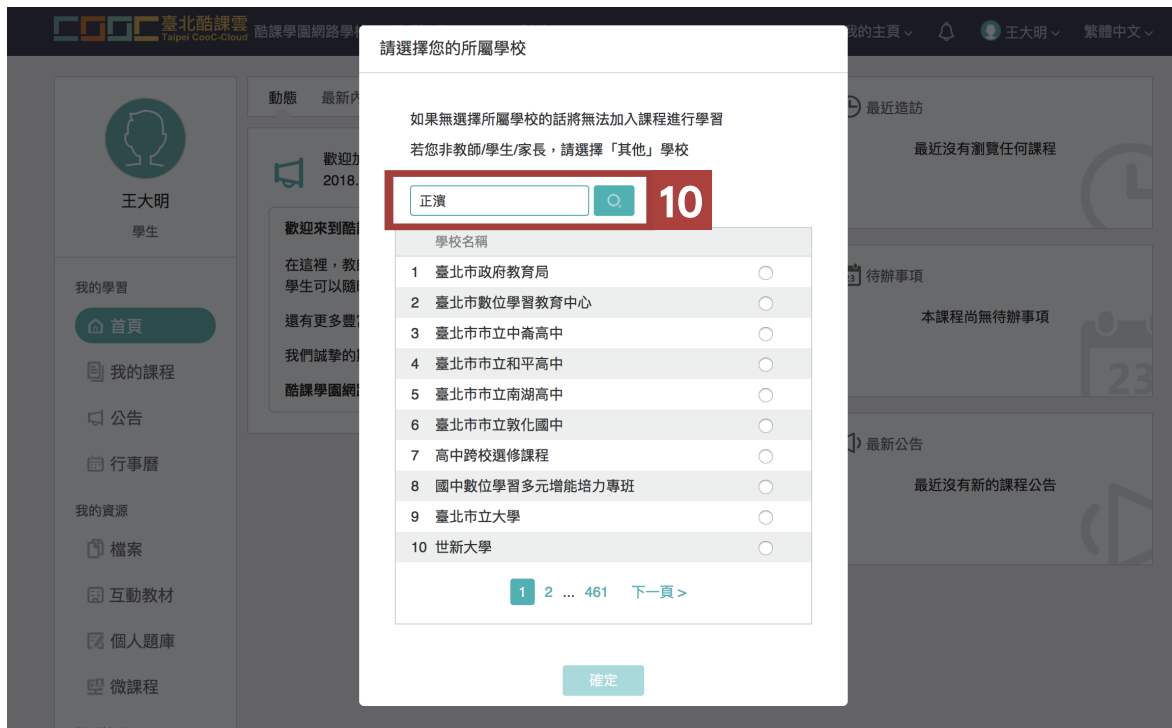 臺北酷課雲
Taipei CooC-Cloud
酷課學園網路學校
我的主頁
王大明
繁體中文
請選擇您的所屬學校
如果無選擇所屬學校的話將無法加入課程進行學習
若您非教師/學生/家長，請選擇「其他」學校
正濱
10
學校名稱
1 臺北市政府教育局
2 臺北市數位學習教育中心
3 臺北市市立中崙高中
4 臺北市市立和平高中
5 臺北市市立南湖高中
6 臺北市市立敦化國中
7 高中跨校選修課程
8 國中數位學習多元增能培力專班
9 臺北市立大學
10 世新大學
1 2 ... 461 下一頁 >
確定
王大明
學生
我的學習
首頁
我的課程
公告
行事曆
我的資源
檔案
互動教材
個人題庫
微課程
動態 最新內
歡迎加
2018.
歡迎來到酷
在這裡，教
學生可以隨
還有更多豐
我們誠摯的
酷課學園網
最近造訪
最近沒有瀏覽任何課程
待辦事項
本課程尚無待辦事項
23
最新公告
最近沒有新的課程公告